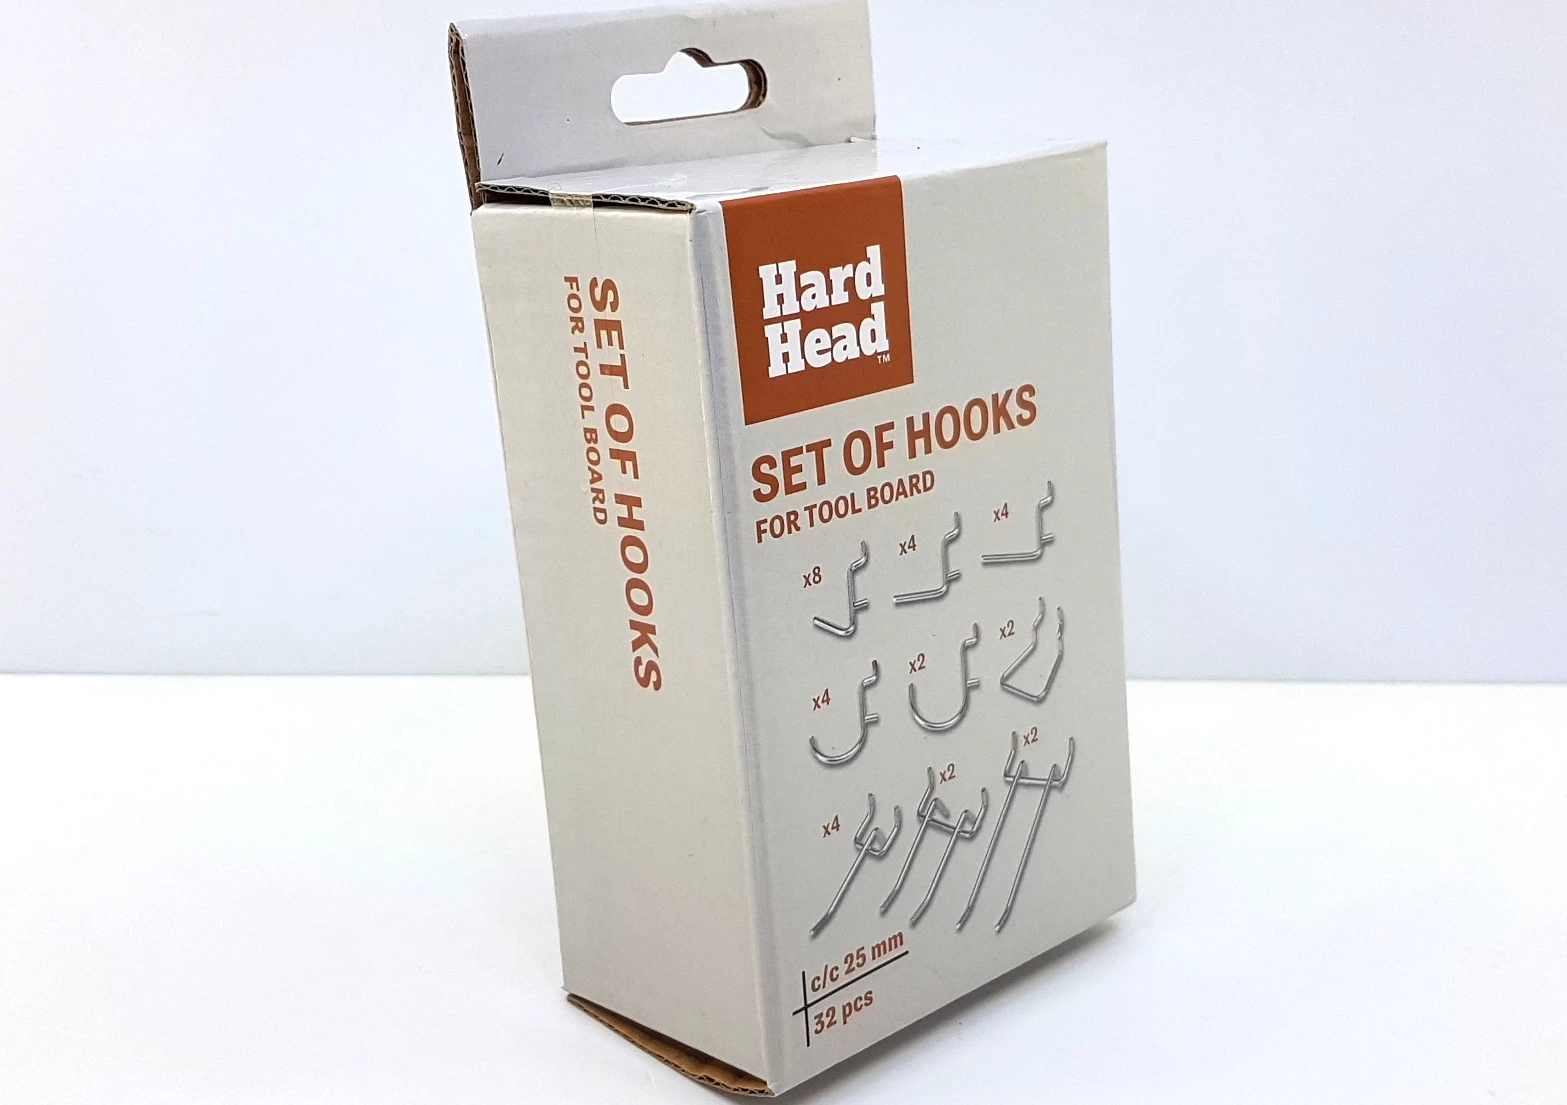 SET OF HOOKS
FOR TOOL BOARD
Hard
Head
TM
SET OF HOOKS
FOR TOOL BOARD
x8
x4
x4
x4
x2
x2
x4
x2
x2
c/c 25 mm
32 pcs